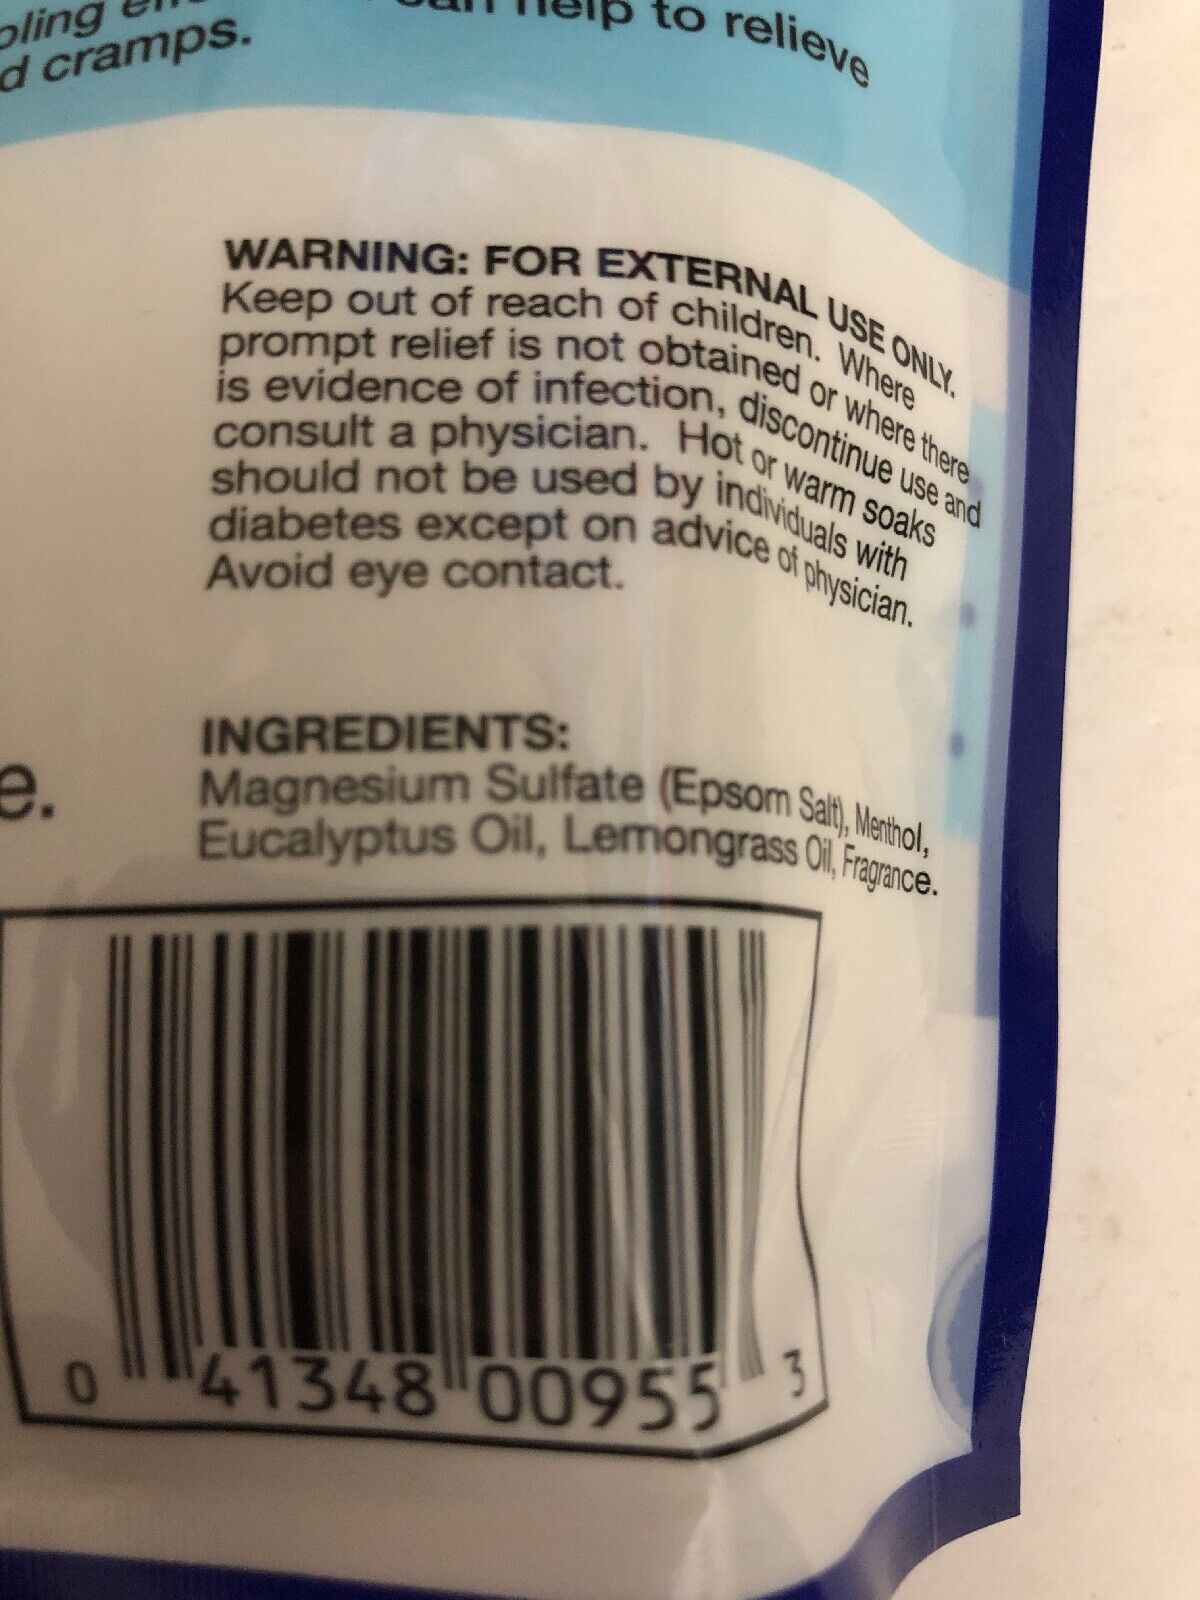 can help to relieve
cramps.
WARNING: FOR EXTERNAL USE ONLY.
Keep out of reach of children. Where
prompt relief is not obtained or where there
is evidence of infection, discontinue use and
consult a physician. Hot or warm soaks
should not be used by individuals with
diabetes except on advice of physician.
Avoid eye contact.
INGREDIENTS:
Magnesium Sulfate (Epsom Salt), Menthol,
Eucalyptus Oil, Lemongrass Oil, Fragrance.
0 41348 00955 3